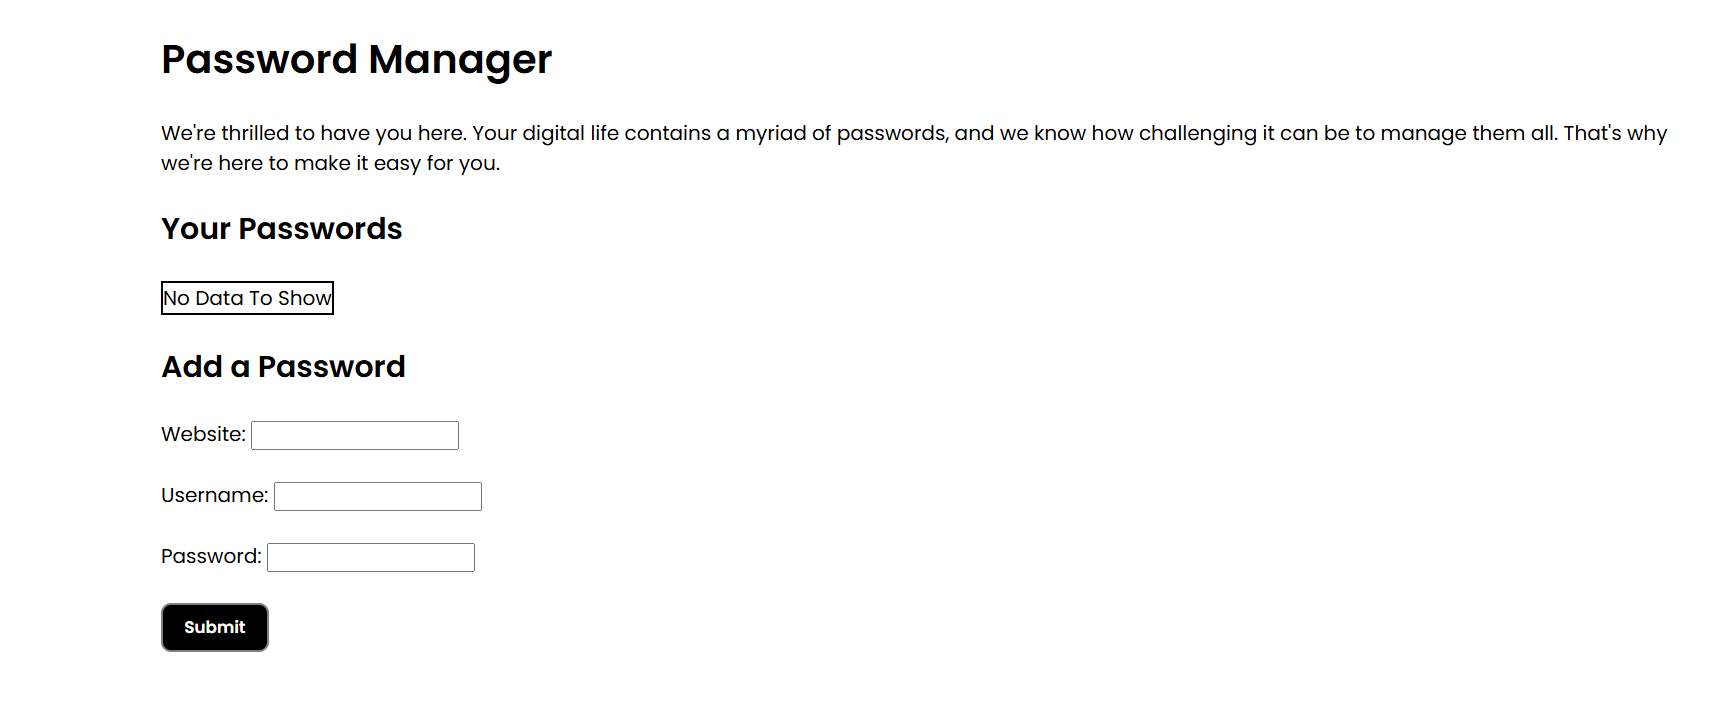 Password Manager
We're thrilled to have you here. Your digital life contains a myriad of passwords, and we know how challenging it can be to manage them all. That's why
we're here to make it easy for you.
Your Passwords
No Data To Show
Add a Password
Website:
Username:
Password:
Submit